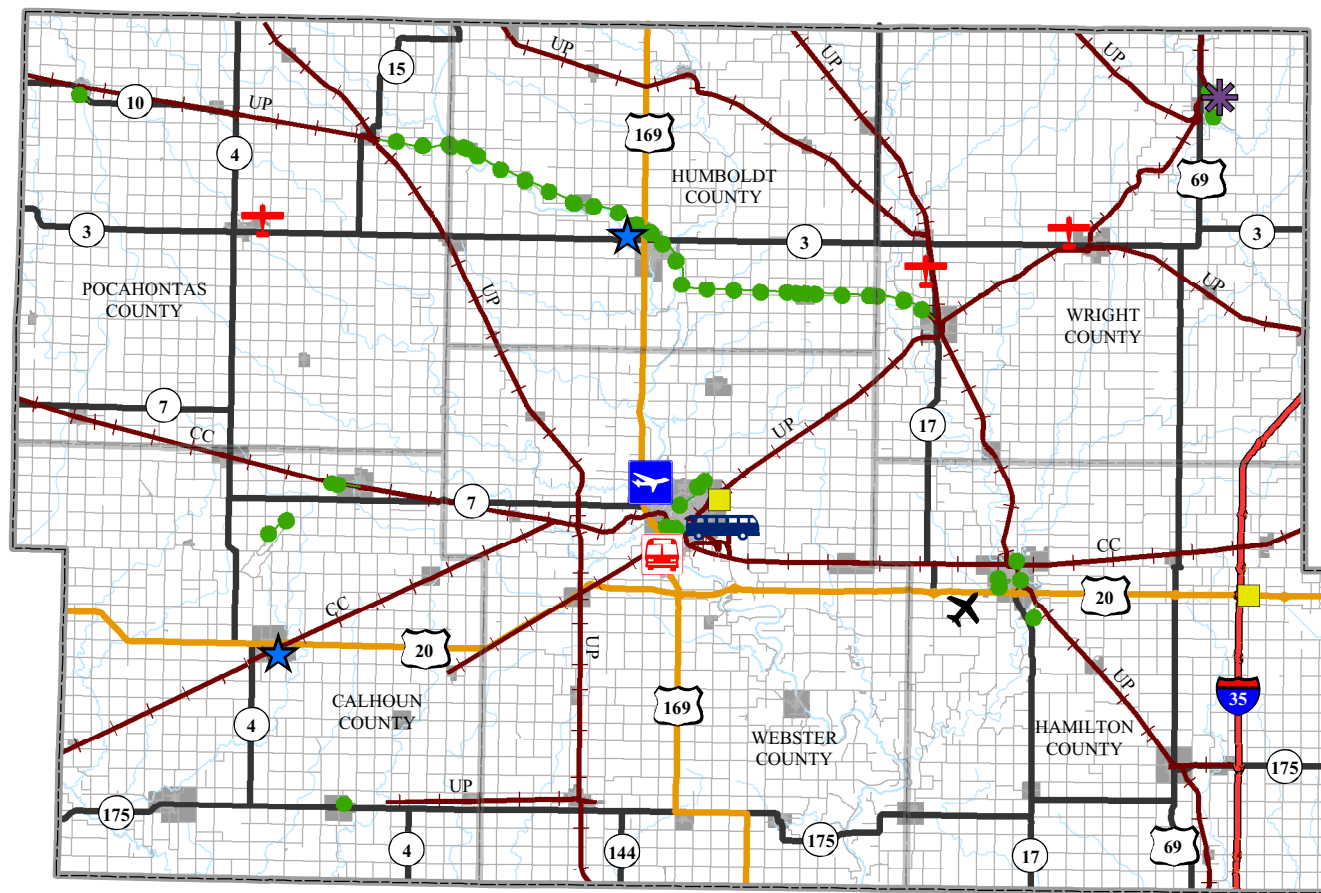 UP
15
UP
10
UP
UP
169
4
69
HUMBOLDT
COUNTY
3
3
3
UP
UP
POCAHONTAS
COUNTY
WRIGHT
COUNTY
7
17
CC
UP
7
CC
CC
20
20
UP
UP
35
4
CALHOUN
COUNTY
169
WEBSTER
COUNTY
HAMILTON
COUNTY
175
UP
175
4
144
175
17
69